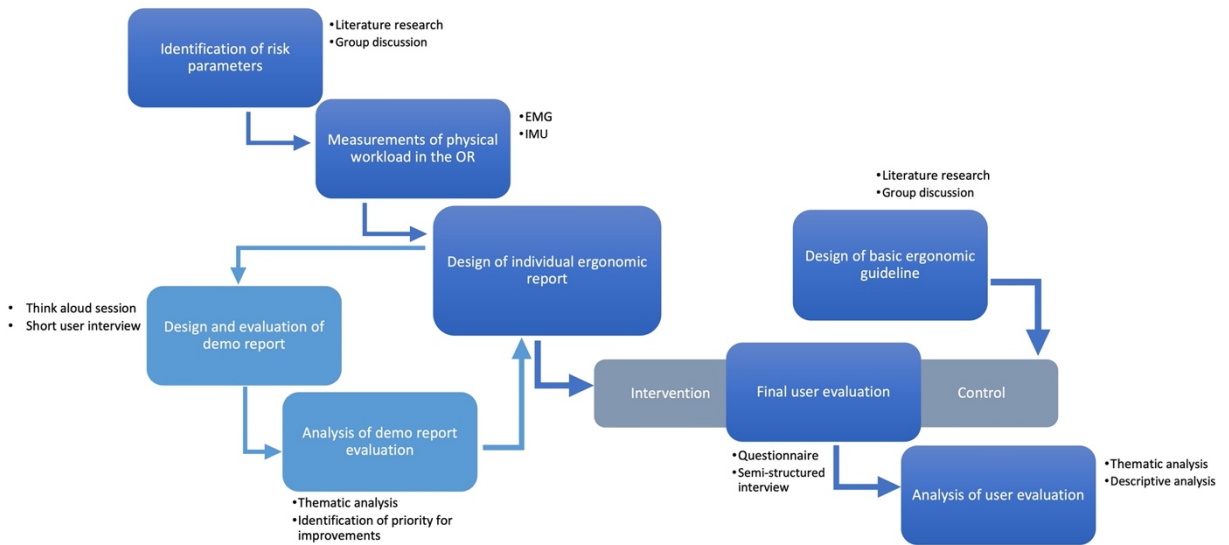 Identification of risk
parameters
•Literature research
•Group discussion
Measurements of physical
workload in the OR
•EMG
•IMU
Design of individual ergonomic
report
•Literature research
•Group discussion
Design of basic ergonomic
guideline
• Think aloud session
• Short user interview
Design and evaluation of
demo report
Analysis of demo report
evaluation
•Thematic analysis
•Identification of priority for
improvements
Intervention
Final user evaluation
Control
•Questionnaire
•Semi-structured
interview
Analysis of user evaluation
•Thematic analysis
•Descriptive analysis